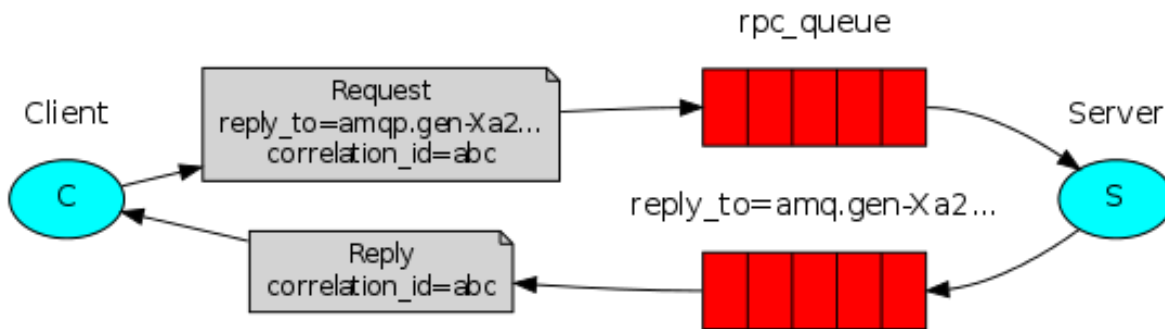 rpc_queue
Client
Request
reply_to=amqp.gen-Xa2...
correlation_id=abc
Server
C
S
reply_to=amq.gen-Xa2...
Reply
correlation_id=abc